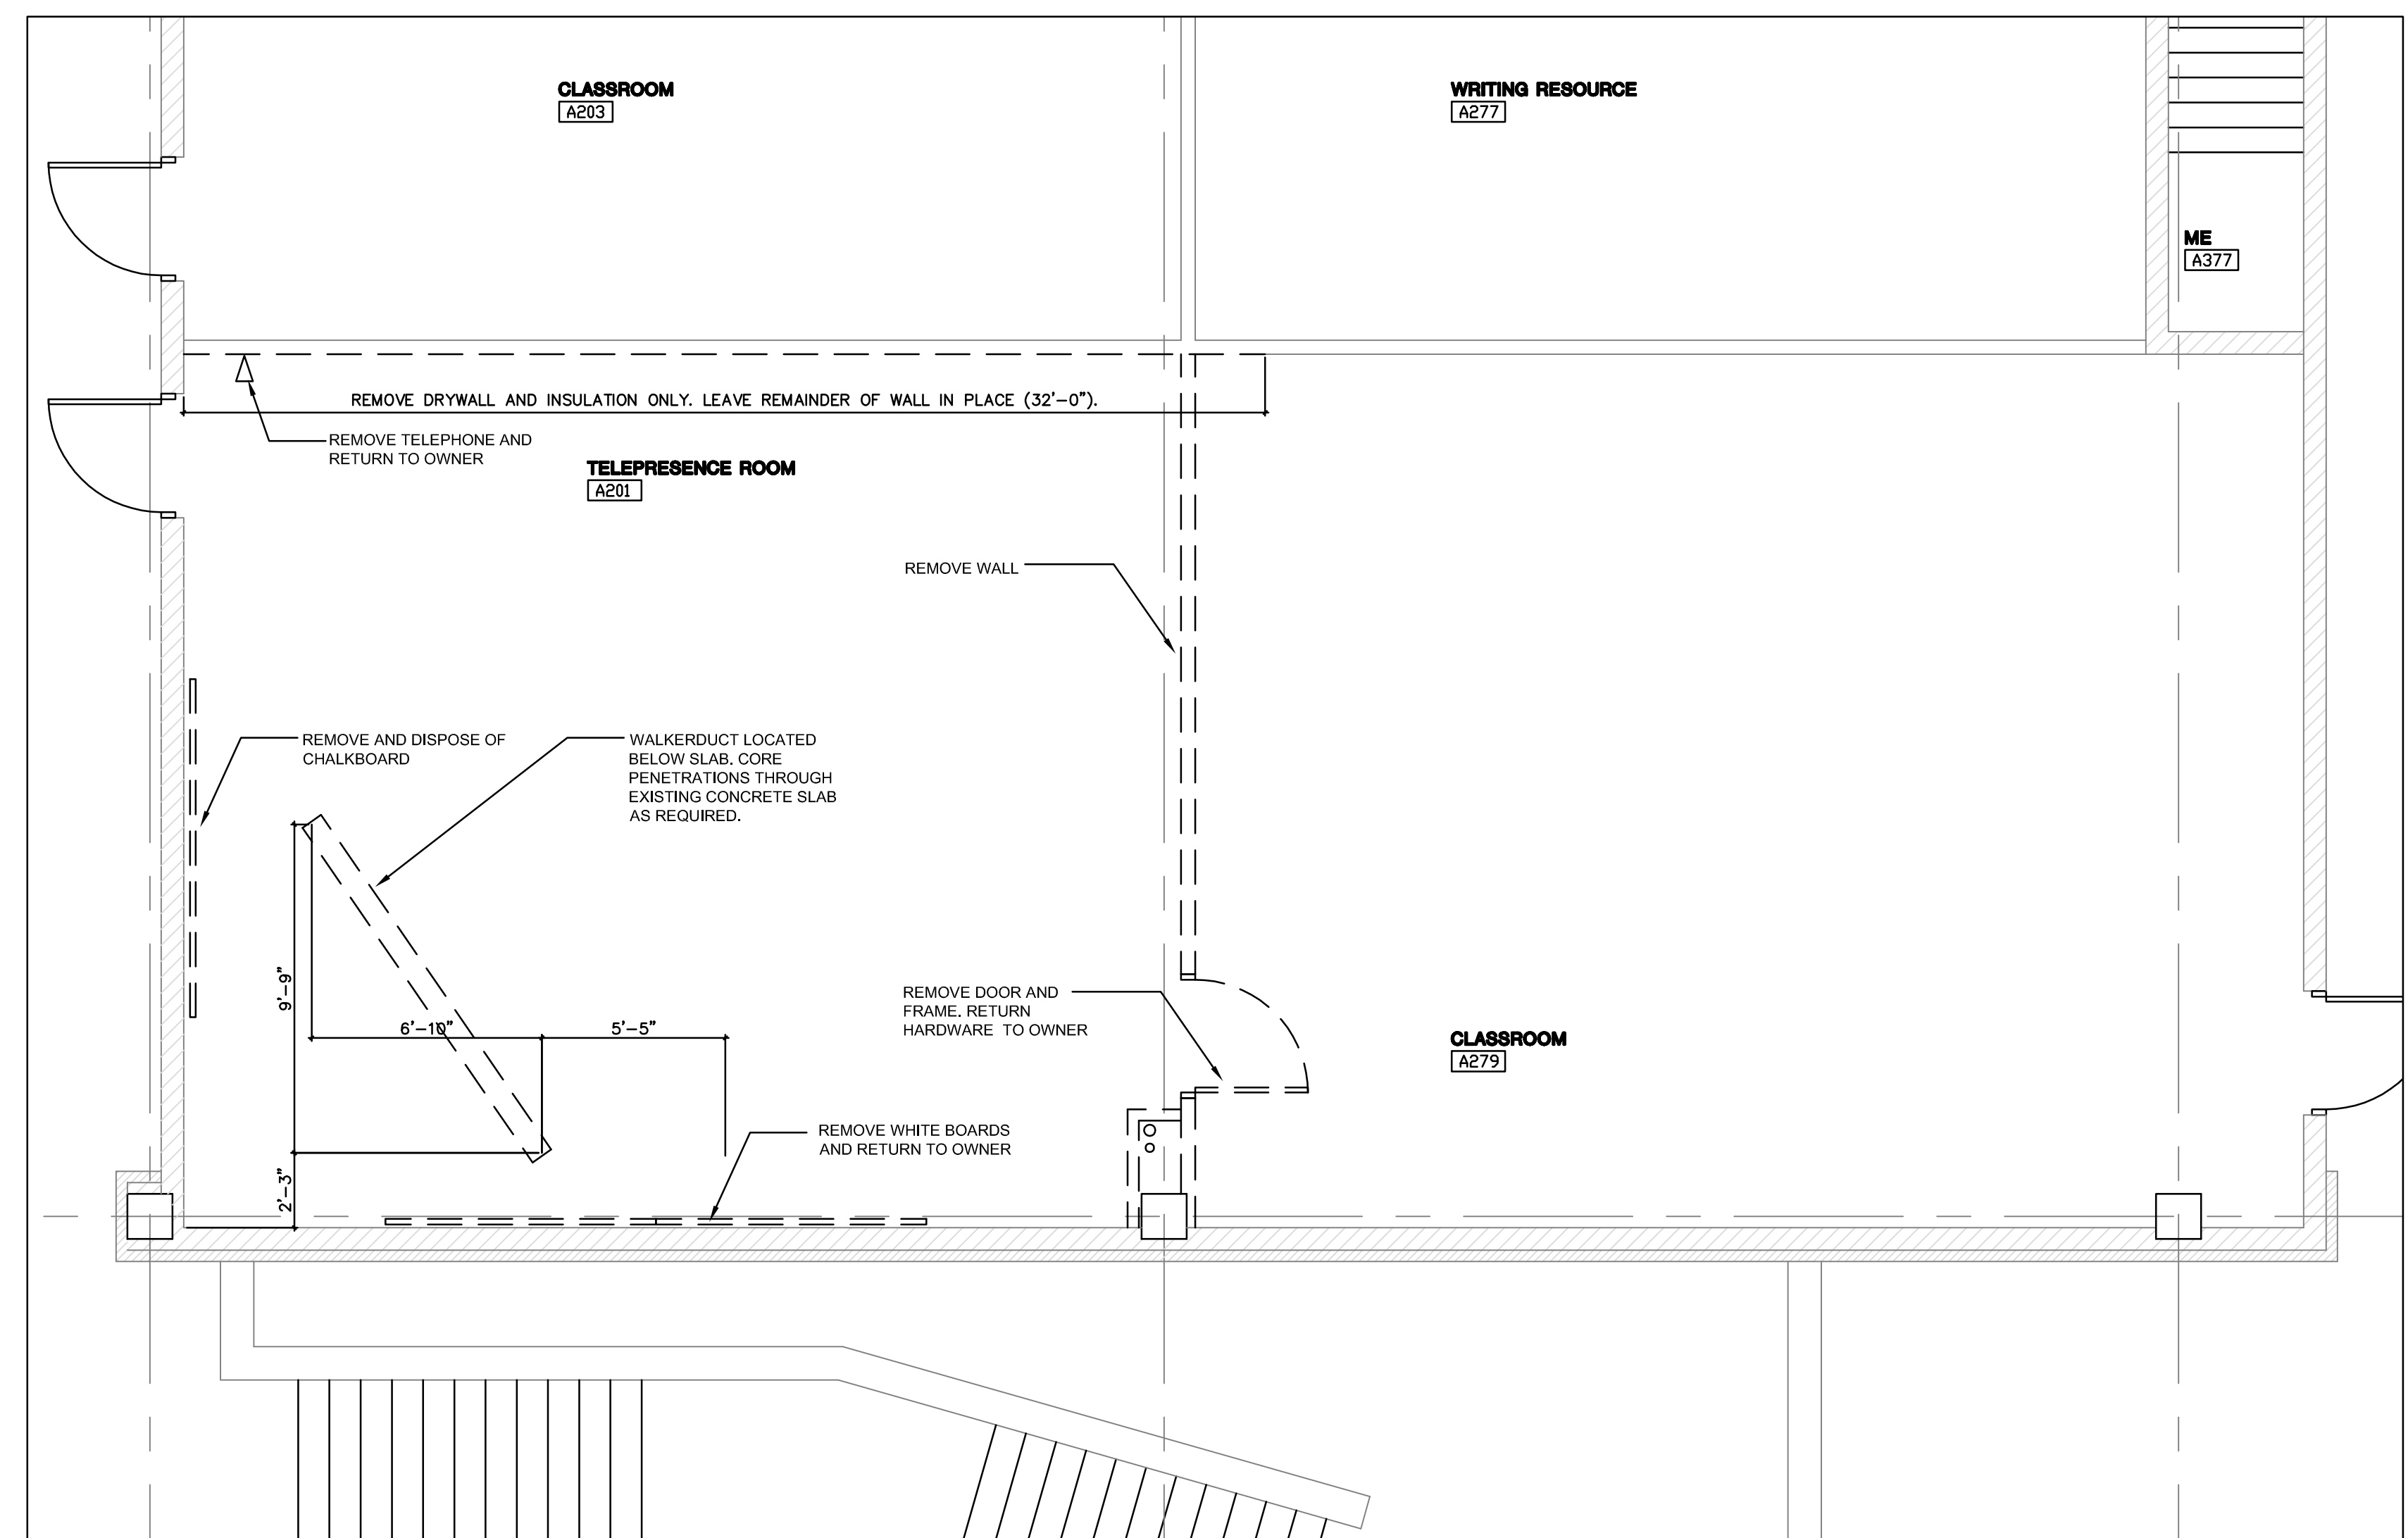 CLASSROOM
A203
WRITING RESOURCE
A277
ME
A377
REMOVE DRYWALL AND INSULATION ONLY. LEAVE REMAINDER OF WALL IN PLACE (32'-0").
REMOVE TELEPHONE AND
RETURN TO OWNER
TELEPRESENCE ROOM
A201
REMOVE WALL
REMOVE AND DISPOSE OF
CHALKBOARD
WALKERDUCT LOCATED
BELOW SLAB. CORE
PENETRATIONS THROUGH
EXISTING CONCRETE SLAB
AS REQUIRED.
9'-9"
6'-10"
5'-5"
REMOVE DOOR AND
FRAME. RETURN
HARDWARE TO OWNER
CLASSROOM
A279
REMOVE WHITE BOARDS
AND RETURN TO OWNER
2'-3"